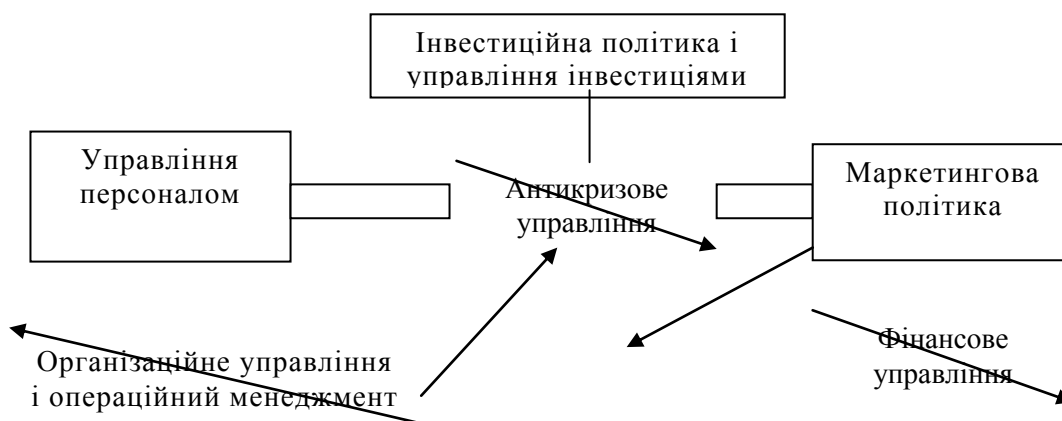 Інвестиційна політика і
управління інвестиціями
Управління
персоналом
Антикризове
управління
Маркетингова
політика
Організаційне управління
і операційний менеджмент
Фінансове
управління